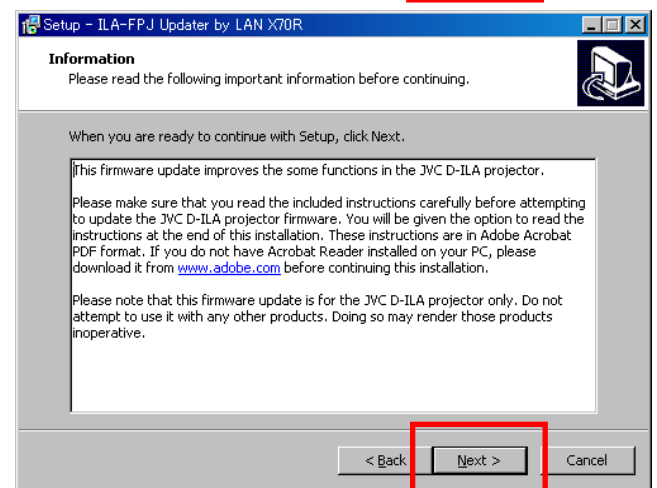 Setup - ILA-FPJ Updater by LAN X70R
Information
Please read the following important information before continuing.
When you are ready to continue with Setup, click Next.
This firmware update improves the some functions in the JVC D-ILA projector.
Please make sure that you read the included instructions carefully before attempting
to update the JVC D-ILA projector firmware. You will be given the option to read the
instructions at the end of this installation. These instructions are in Adobe Acrobat
PDF format. If you do not have Acrobat Reader installed on your PC, please
download it from www.adobe.com before continuing this installation.
Please note that this firmware update is for the JVC D-ILA projector only. Do not
attempt to use it with any other products. Doing so may render those products
inoperative.
< Back
Next >
Cancel